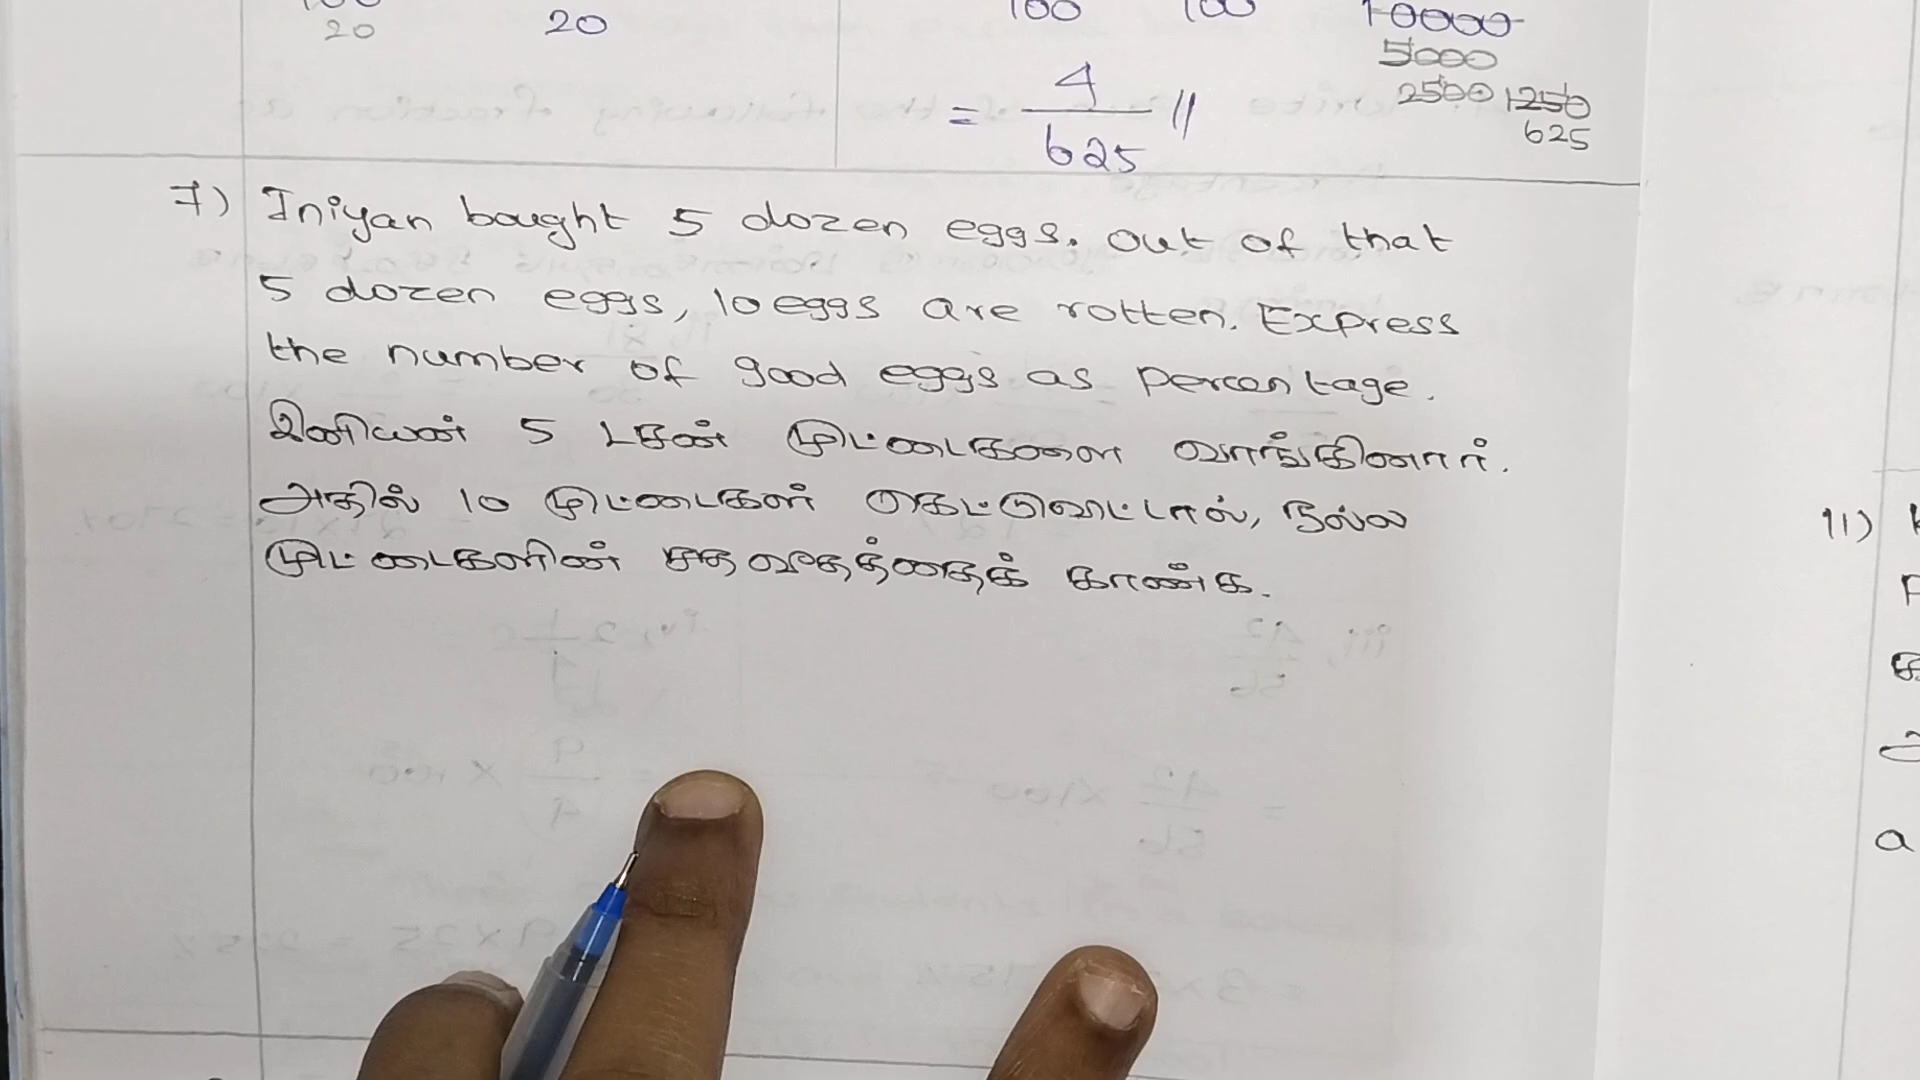 20 20 100 100 10000
5000
2500 1250
= 4/625 //
625
7) Iniyan bought 5 dozen eggs. Out of that
5 dozen eggs, 10 eggs are rotten. Express
the number of good eggs as percentage.
இனியன் 5 டசன் முட்டைகளை வாங்கினார்.
அதில் 10 முட்டைகள் கெட்டுவிட்டால், நல்ல
முட்டைகளின் சதவீதத்தைக் காண்க.
11)
a